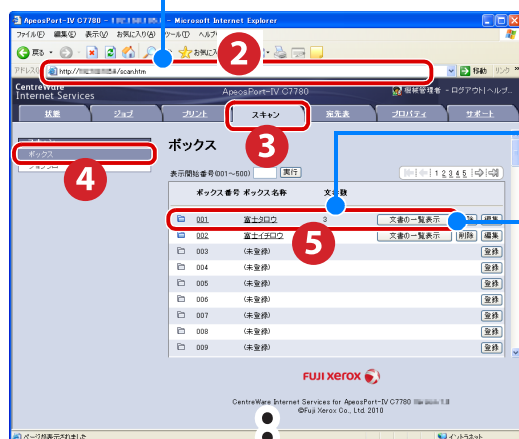 ApeosPort-IV C7780 - Microsoft Internet Explorer
ファイル(F) 編集(E) 表示(V) お気に入り(A) ツール(T) ヘルプ
戻る お気に入り
2
アドレス http:// /scan.htm 移動 リンク »
CentreWare
Internet Services
ApeosPort-IV C7780
機械管理者 - ログアウト|ヘルプ
状態 ジョブ プリント スキャン 宛先表 プロパティ サポート
3
ボックス
4
ボックス
表示開始番号(001~500) 実行 1 2 3 4 5
ボックス番号 ボックス名称
001 富士タロウ 3 文書の一覧表示 編集
5
002 富士イチロウ 文書の一覧表示 削除 編集
003 (未登録) 登録
004 (未登録) 登録
005 (未登録) 登録
006 (未登録) 登録
007 (未登録) 登録
008 (未登録) 登録
009 (未登録) 登録
FUJI XEROX
CentreWare Internet Services for ApeosPort-IV C7780 1.8
©Fuji Xerox Co., Ltd. 2010
ページが表示されました イントラネット